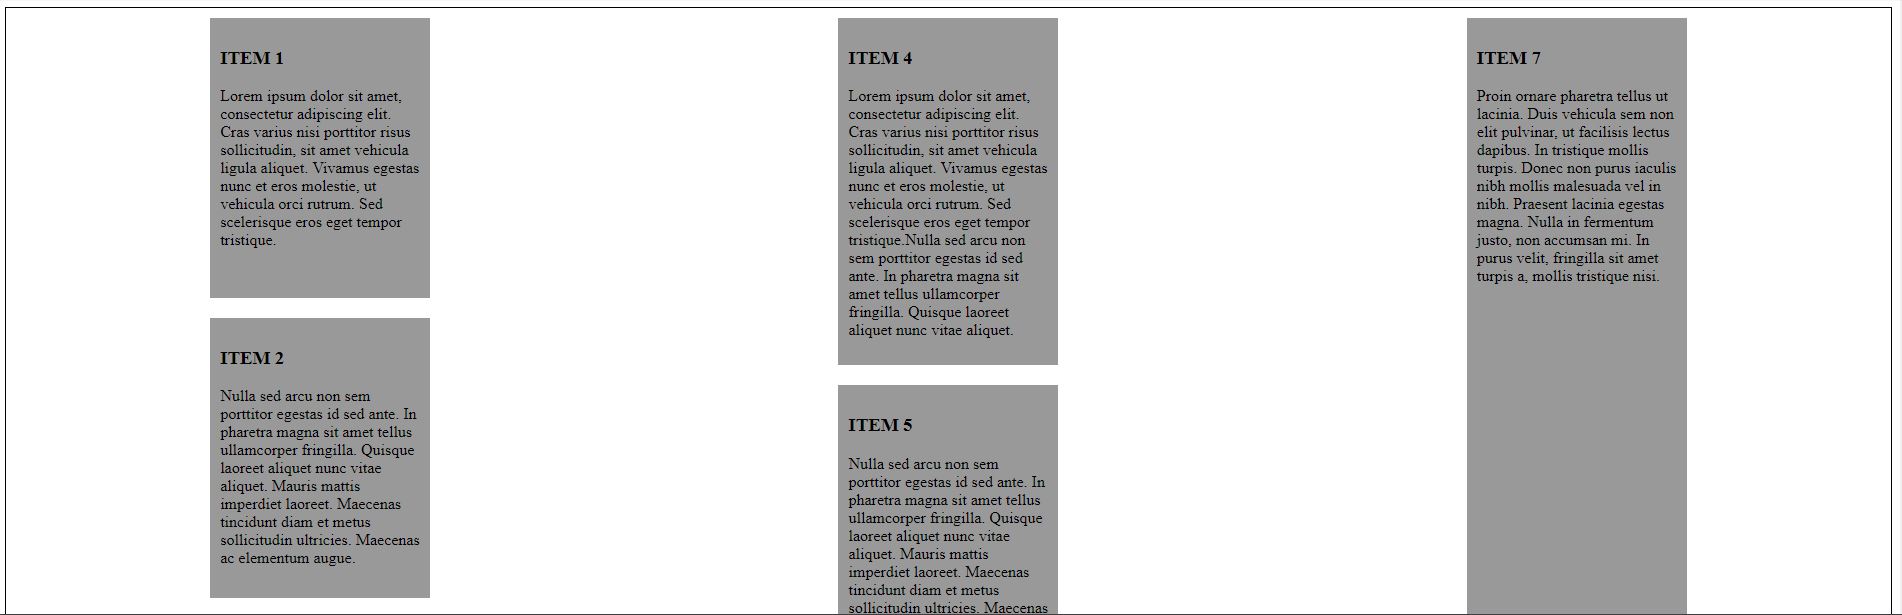 ITEM 1
Lorem ipsum dolor sit amet,
consectetur adipiscing elit.
Cras varius nisi porttitor risus
sollicitudin, sit amet vehicula
ligula aliquet. Vivamus egestas
nunc et eros molestie, ut
vehicula orci rutrum. Sed
scelerisque eros eget tempor
tristique.
ITEM 2
Nulla sed arcu non sem
porttitor egestas id sed ante. In
pharetra magna sit amet tellus
ullamcorper fringilla. Quisque
laoreet aliquet nunc vitae
aliquet. Mauris mattis
imperdiet laoreet. Maecenas
tincidunt diam et metus
sollicitudin ultricies. Maecenas
ac elementum augue.
ITEM 4
Lorem ipsum dolor sit amet,
consectetur adipiscing elit.
Cras varius nisi porttitor risus
sollicitudin, sit amet vehicula
ligula aliquet. Vivamus egestas
nunc et eros molestie, ut
vehicula orci rutrum. Sed
scelerisque eros eget tempor
tristique.Nulla sed arcu non
sem porttitor egestas id sed
ante. In pharetra magna sit
amet tellus ullamcorper
fringilla. Quisque laoreet
aliquet nunc vitae aliquet.
ITEM 5
Nulla sed arcu non sem
porttitor egestas id sed ante. In
pharetra magna sit amet tellus
ullamcorper fringilla. Quisque
laoreet aliquet nunc vitae
aliquet. Mauris mattis
imperdiet laoreet. Maecenas
tincidunt diam et metus
sollicitudin ultricies. Maecenas
ITEM 7
Proin ornare pharetra tellus ut
lacinia. Duis vehicula sem non
elit pulvinar, ut facilisis lectus
dapibus. In tristique mollis
turpis. Donec non purus iaculis
nibh mollis malesuada vel in
nibh. Praesent lacinia egestas
magna. Nulla in fermentum
justo, non accumsan mi. In
purus velit, fringilla sit amet
turpis a, mollis tristique nisi.